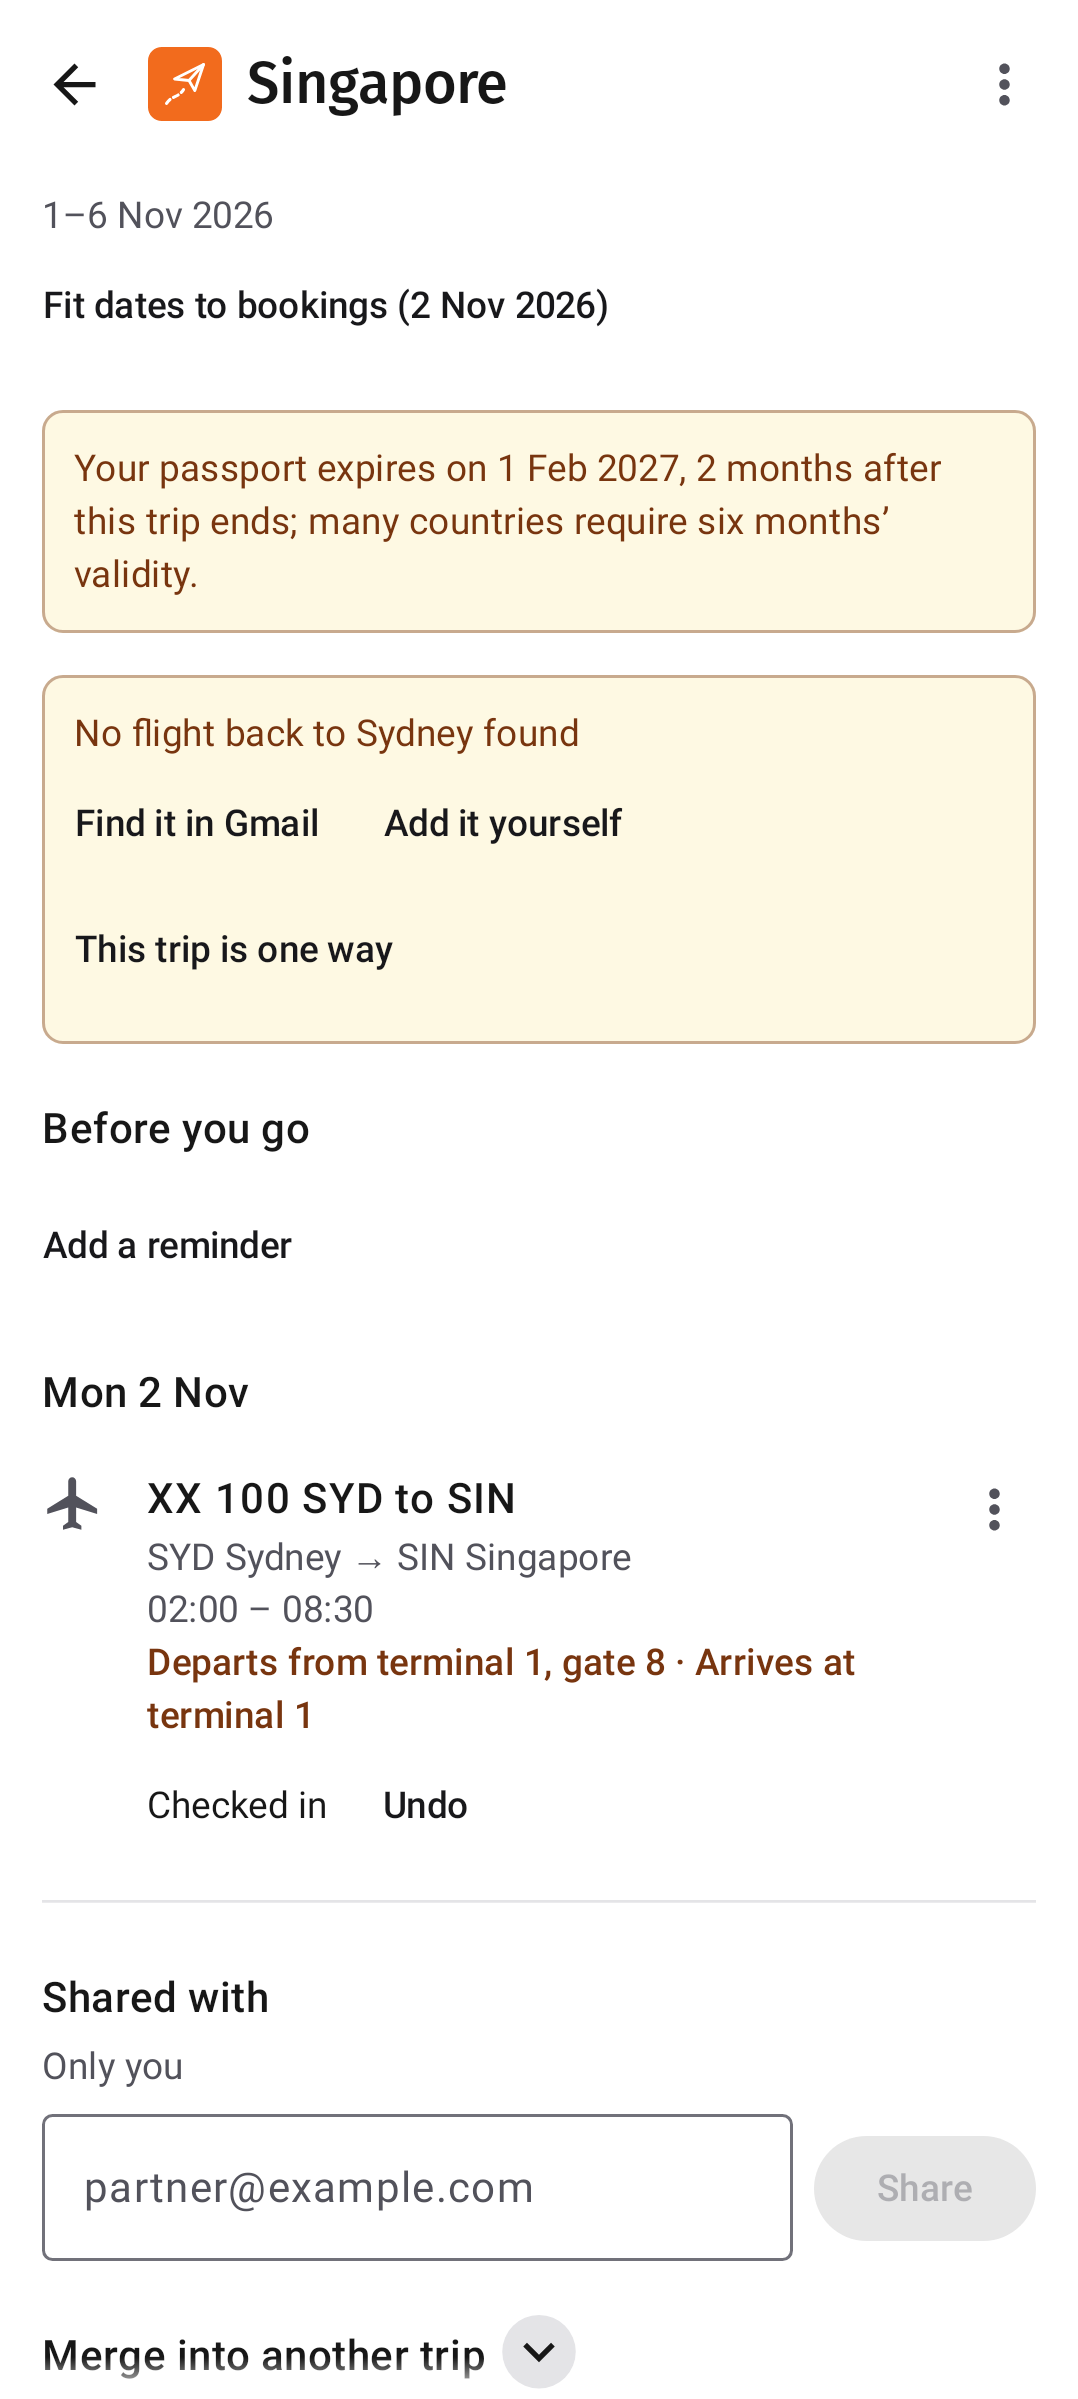 Singapore
1–6 Nov 2026
Fit dates to bookings (2 Nov 2026)
Your passport expires on 1 Feb 2027, 2 months after
this trip ends; many countries require six months’
validity.
No flight back to Sydney found
Find it in Gmail
Add it yourself
This trip is one way
Before you go
Add a reminder
Mon 2 Nov
XX 100 SYD to SIN
SYD Sydney → SIN Singapore
02:00 – 08:30
Departs from terminal 1, gate 8 · Arrives at
terminal 1
Checked in
Undo
Shared with
Only you
partner@example.com
Share
Merge into another trip